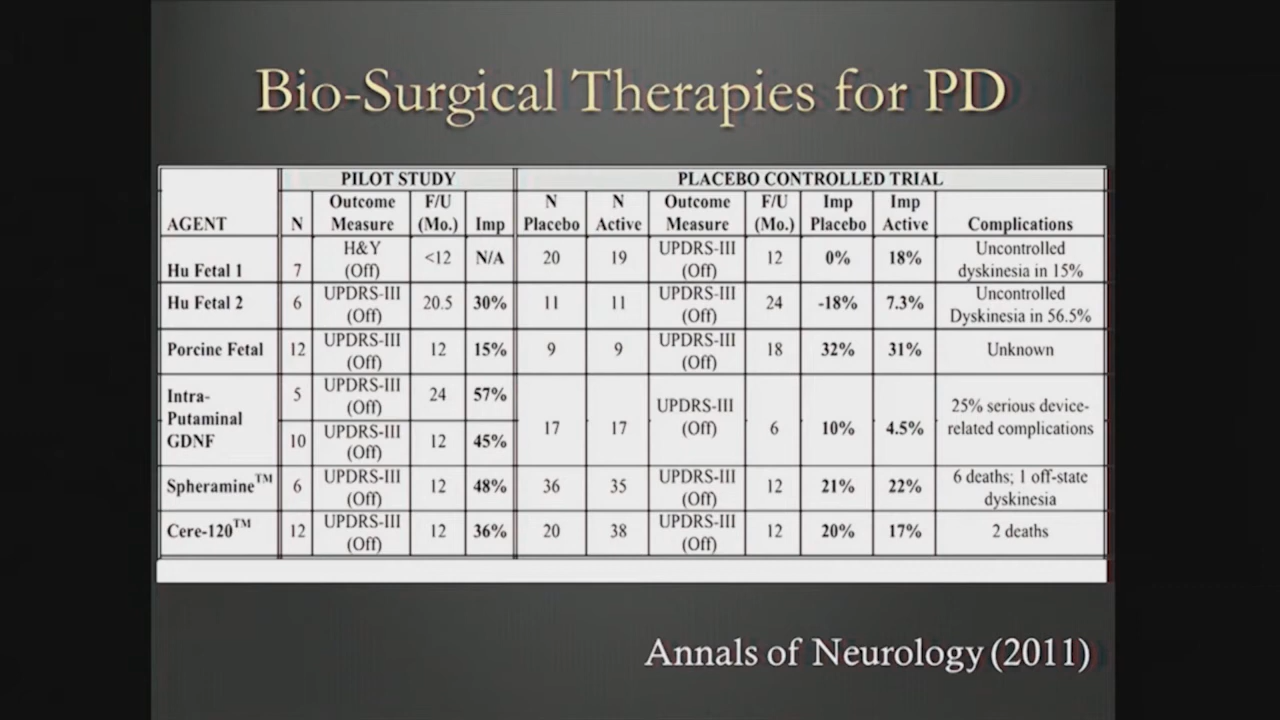 Bio-Surgical Therapies for PD
PILOT STUDY PLACEBO CONTROLLED TRIAL
AGENT N Outcome Measure F/U (Mo.) Imp N Placebo N Active Outcome Measure F/U (Mo.) Imp Placebo Imp Active Complications
Hu Fetal 1 7 H&Y (Off) <12 N/A 20 19 UPDRS-III (Off) 12 0% 18% Uncontrolled dyskinesia in 15%
Hu Fetal 2 6 UPDRS-III (Off) 20.5 30% 11 11 UPDRS-III (Off) 24 -18% 7.3% Uncontrolled Dyskinesia in 56.5%
Porcine Fetal 12 UPDRS-III (Off) 12 15% 9 9 UPDRS-III (Off) 18 32% 31% Unknown
Intra-Putaminal GDNF 5 UPDRS-III (Off) 24 57% 17 17 UPDRS-III (Off) 6 10% 4.5% 25% serious device-related complications
10 UPDRS-III (Off) 12 45%
Spheramine™ 6 UPDRS-III (Off) 12 48% 36 35 UPDRS-III (Off) 12 21% 22% 6 deaths; 1 off-state dyskinesia
Cere-120™ 12 UPDRS-III (Off) 12 36% 20 38 UPDRS-III (Off) 12 20% 17% 2 deaths
Annals of Neurology (2011)